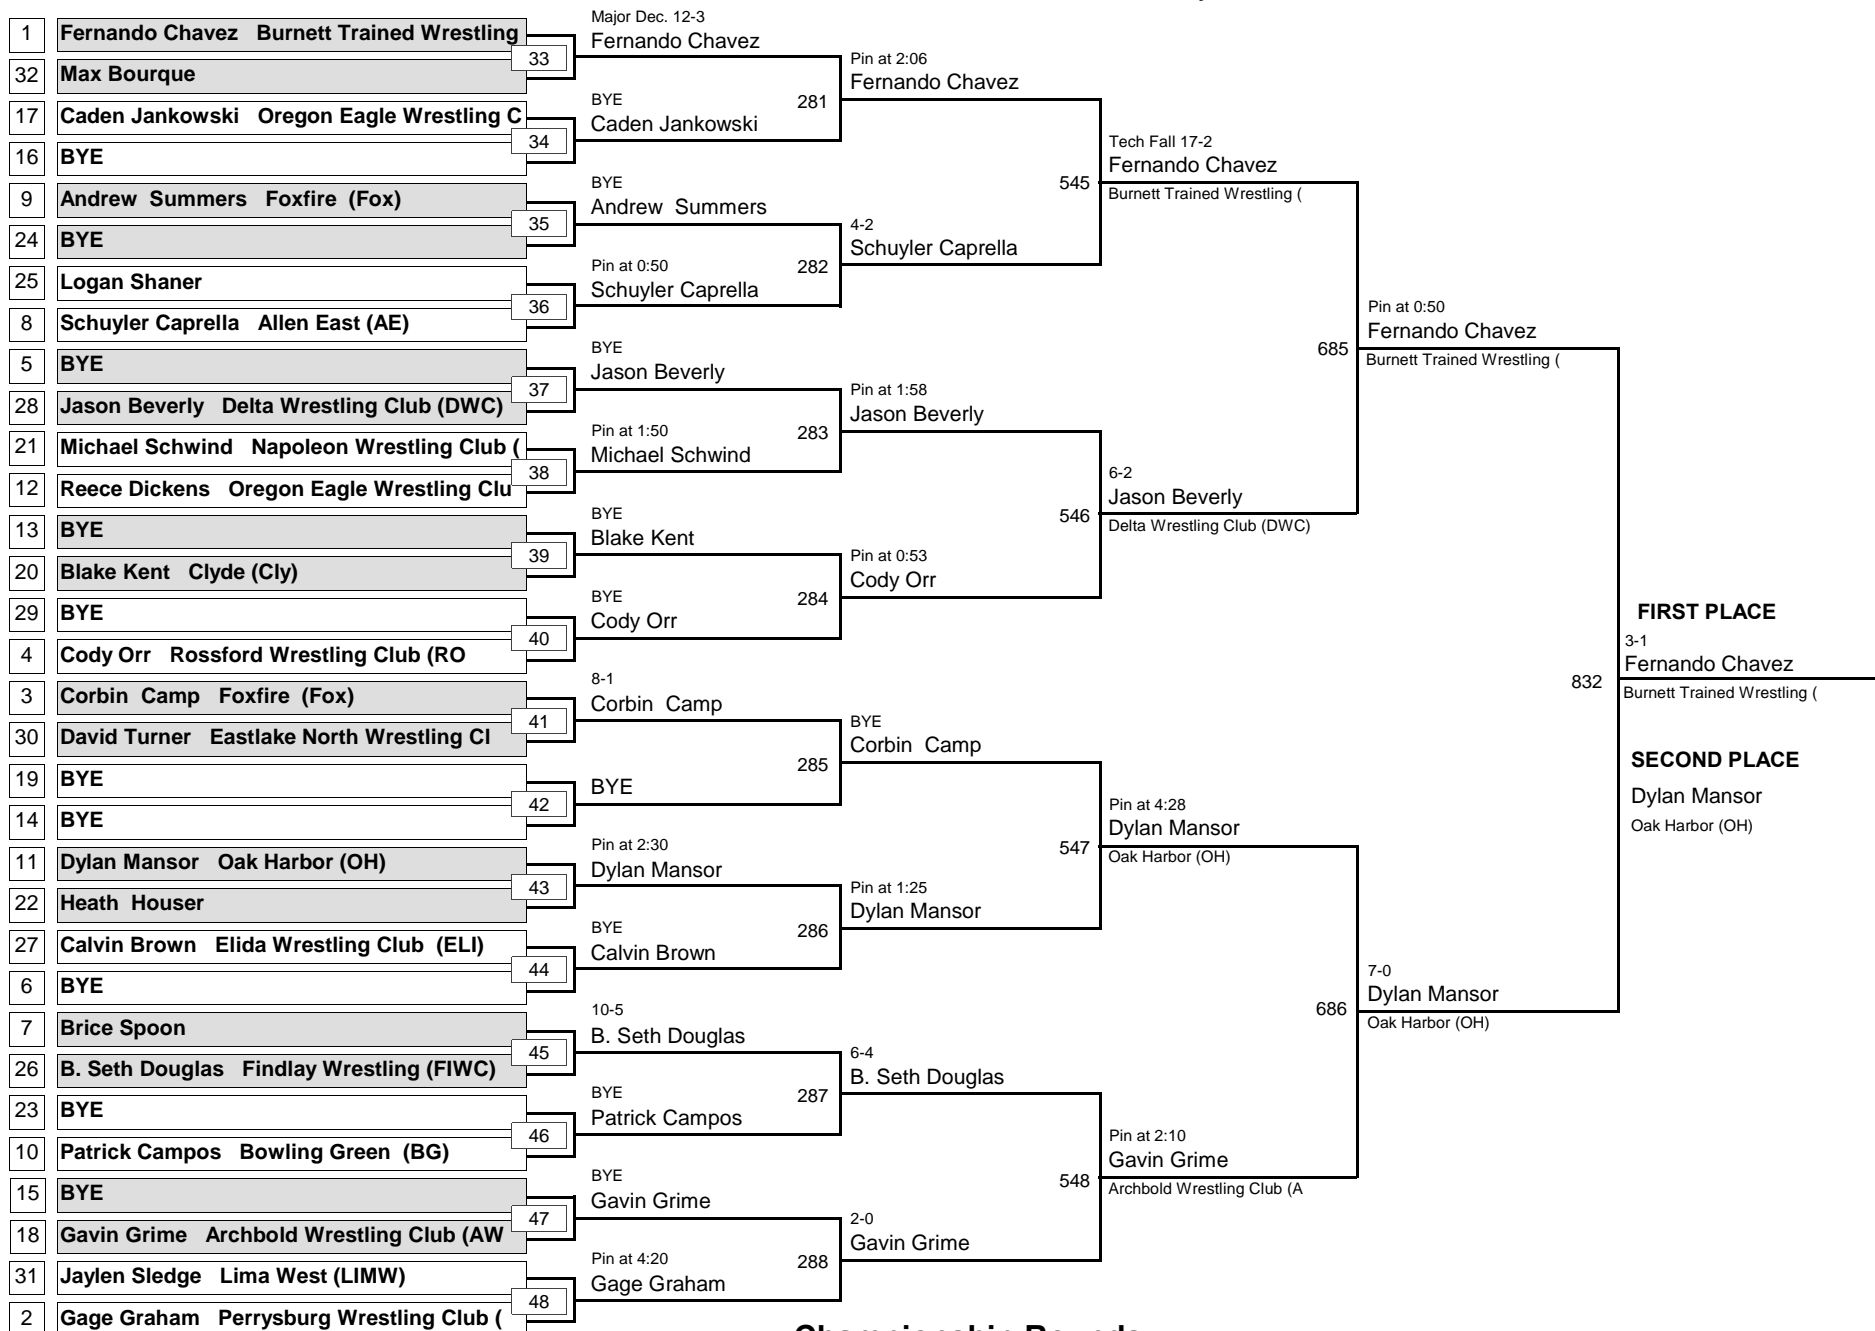 1 Fernando Chavez Burnett Trained Wrestling
33
32 Max Bourque
17 Caden Jankowski Oregon Eagle Wrestling C
34
16 BYE
9 Andrew Summers Foxfire (Fox)
35
24 BYE
25 Logan Shaner
36
8 Schuyler Caprella Allen East (AE)
5 BYE
37
28 Jason Beverly Delta Wrestling Club (DWC)
21 Michael Schwind Napoleon Wrestling Club (
38
12 Reece Dickens Oregon Eagle Wrestling Clu
13 BYE
39
20 Blake Kent Clyde (Cly)
29 BYE
40
4 Cody Orr Rossford Wrestling Club (RO
3 Corbin Camp Foxfire (Fox)
41
30 David Turner Eastlake North Wrestling Cl
19 BYE
42
14 BYE
11 Dylan Mansor Oak Harbor (OH)
43
22 Heath Houser
27 Calvin Brown Elida Wrestling Club (ELI)
44
6 BYE
7 Brice Spoon
45
26 B. Seth Douglas Findlay Wrestling (FIWC)
23 BYE
46
10 Patrick Campos Bowling Green (BG)
15 BYE
47
18 Gavin Grime Archbold Wrestling Club (AW
31 Jaylen Sledge Lima West (LIMW)
48
2 Gage Graham Perrysburg Wrestling Club (
Major Dec. 12-3
Fernando Chavez
281
BYE
Caden Jankowski
BYE
Andrew Summers
282
Pin at 0:50
Schuyler Caprella
BYE
Jason Beverly
283
Pin at 1:50
Michael Schwind
BYE
Blake Kent
284
BYE
Cody Orr
8-1
Corbin Camp
285
BYE
Pin at 2:30
Dylan Mansor
286
BYE
Calvin Brown
10-5
B. Seth Douglas
287
BYE
Patrick Campos
BYE
Gavin Grime
288
Pin at 4:20
Gage Graham
Pin at 2:06
Fernando Chavez
545
4-2
Schuyler Caprella
Pin at 1:58
Jason Beverly
546
Pin at 0:53
Cody Orr
BYE
Corbin Camp
547
Pin at 1:25
Dylan Mansor
6-4
B. Seth Douglas
548
2-0
Gavin Grime
Tech Fall 17-2
Fernando Chavez
Burnett Trained Wrestling (
685
6-2
Jason Beverly
Delta Wrestling Club (DWC)
Pin at 4:28
Dylan Mansor
Oak Harbor (OH)
686
Pin at 2:10
Gavin Grime
Archbold Wrestling Club (A
Pin at 0:50
Fernando Chavez
Burnett Trained Wrestling (
832
7-0
Dylan Mansor
Oak Harbor (OH)
FIRST PLACE
3-1
Fernando Chavez
Burnett Trained Wrestling (
SECOND PLACE
Dylan Mansor
Oak Harbor (OH)
Championship Rounds